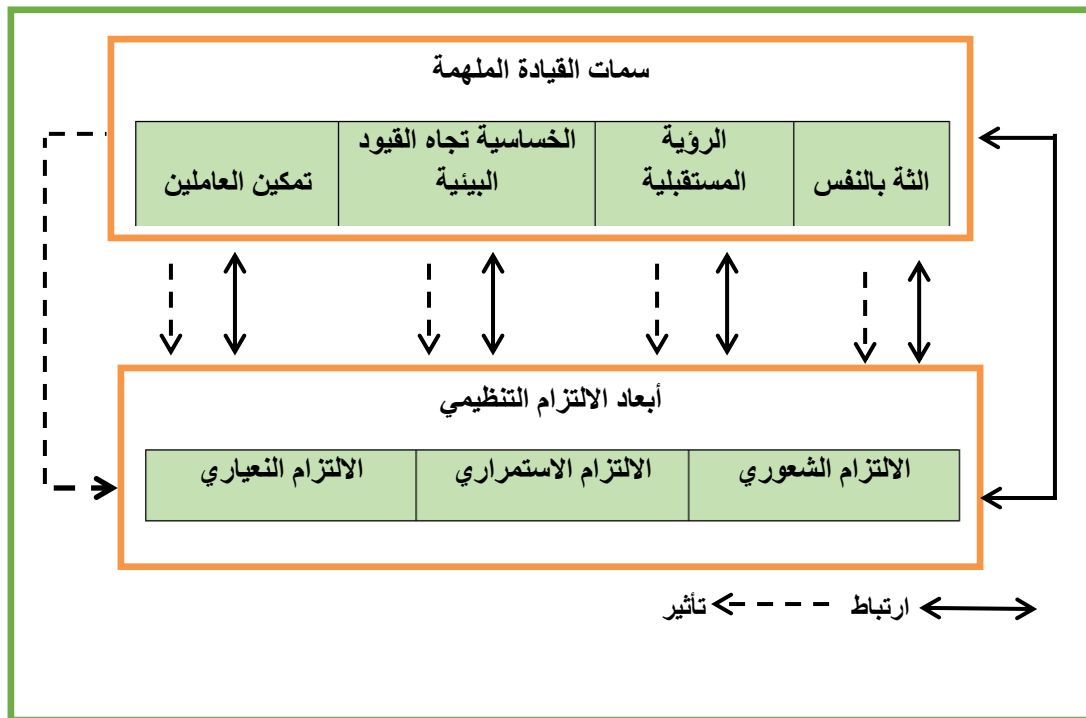 سمات القيادة الملهمة
الثة بالنفس
الرؤية
المستقبلية
الخساسية تجاه القيود
البيئية
تمكين العاملين
أبعاد الالتزام التنظيمي
الالتزام الشعوري
الالتزام الاستمراري
الالتزام النعياري
ارتباط
تأثير